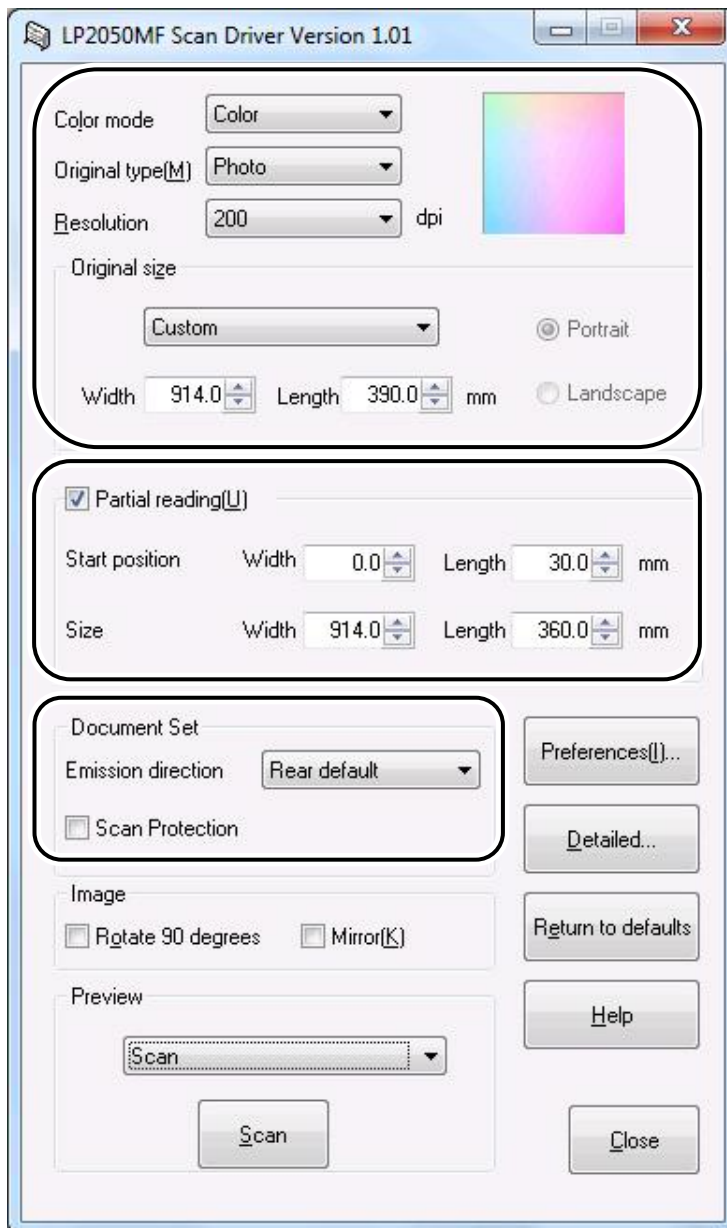 LP2050MF Scan Driver Version 1.01
Color mode Color
Original type(M) Photo
Resolution 200 dpi
Original size
Custom Portrait
Width 914.0 Length 390.0 mm Landscape
Partial reading(U)
Start position Width 0.0 Length 30.0 mm
Size Width 914.0 Length 360.0 mm
Document Set
Emission direction Rear default
Scan Protection
Preferences(I)...
Detailed...
Image
Rotate 90 degrees Mirror(K)
Return to defaults
Preview
Scan
Scan
Help
Close